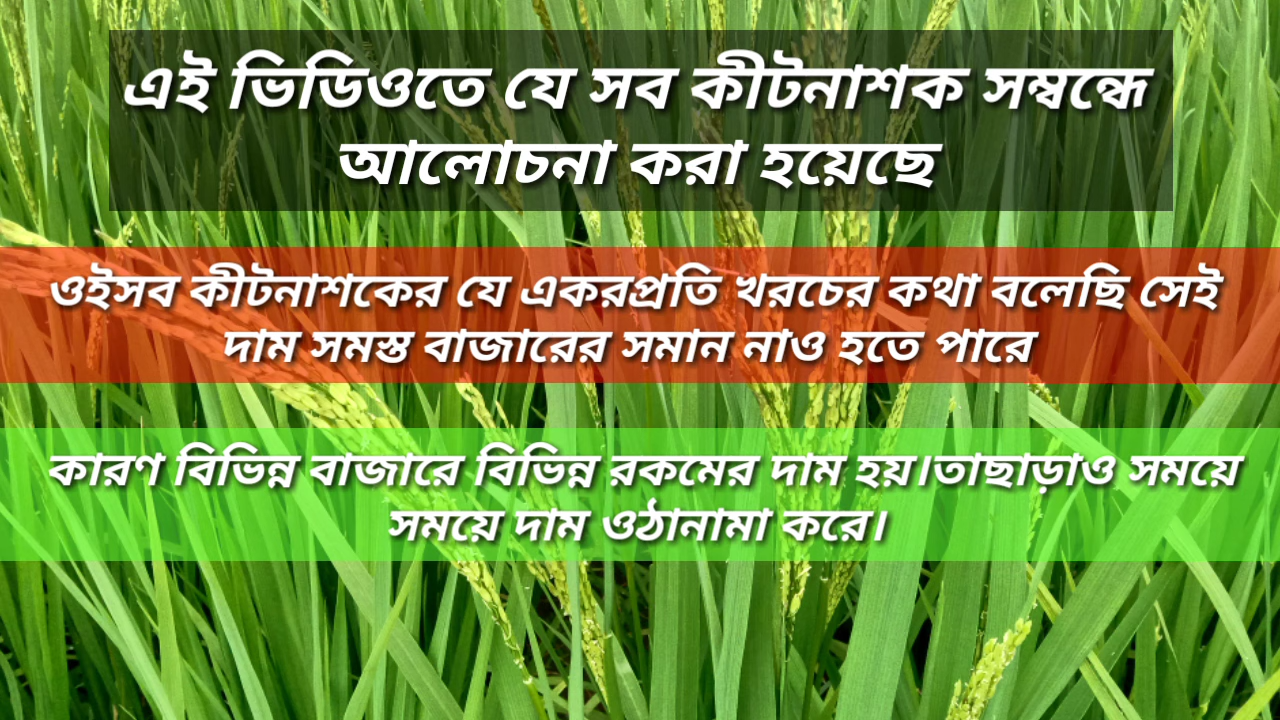 এই ভিডিওতে যে সব কীটনাশক সম্বন্ধে
আলোচনা করা হয়েছে
ওইসব কীটনাশকের যে একরপ্রতি খরচের কথা বলেছি সেই
দাম সমস্ত বাজারের সমান নাও হতে পারে
কারণ বিভিন্ন বাজারে বিভিন্ন রকমের দাম হয়।তাছাড়াও সময়ে
সময়ে দাম ওঠানামা করে।